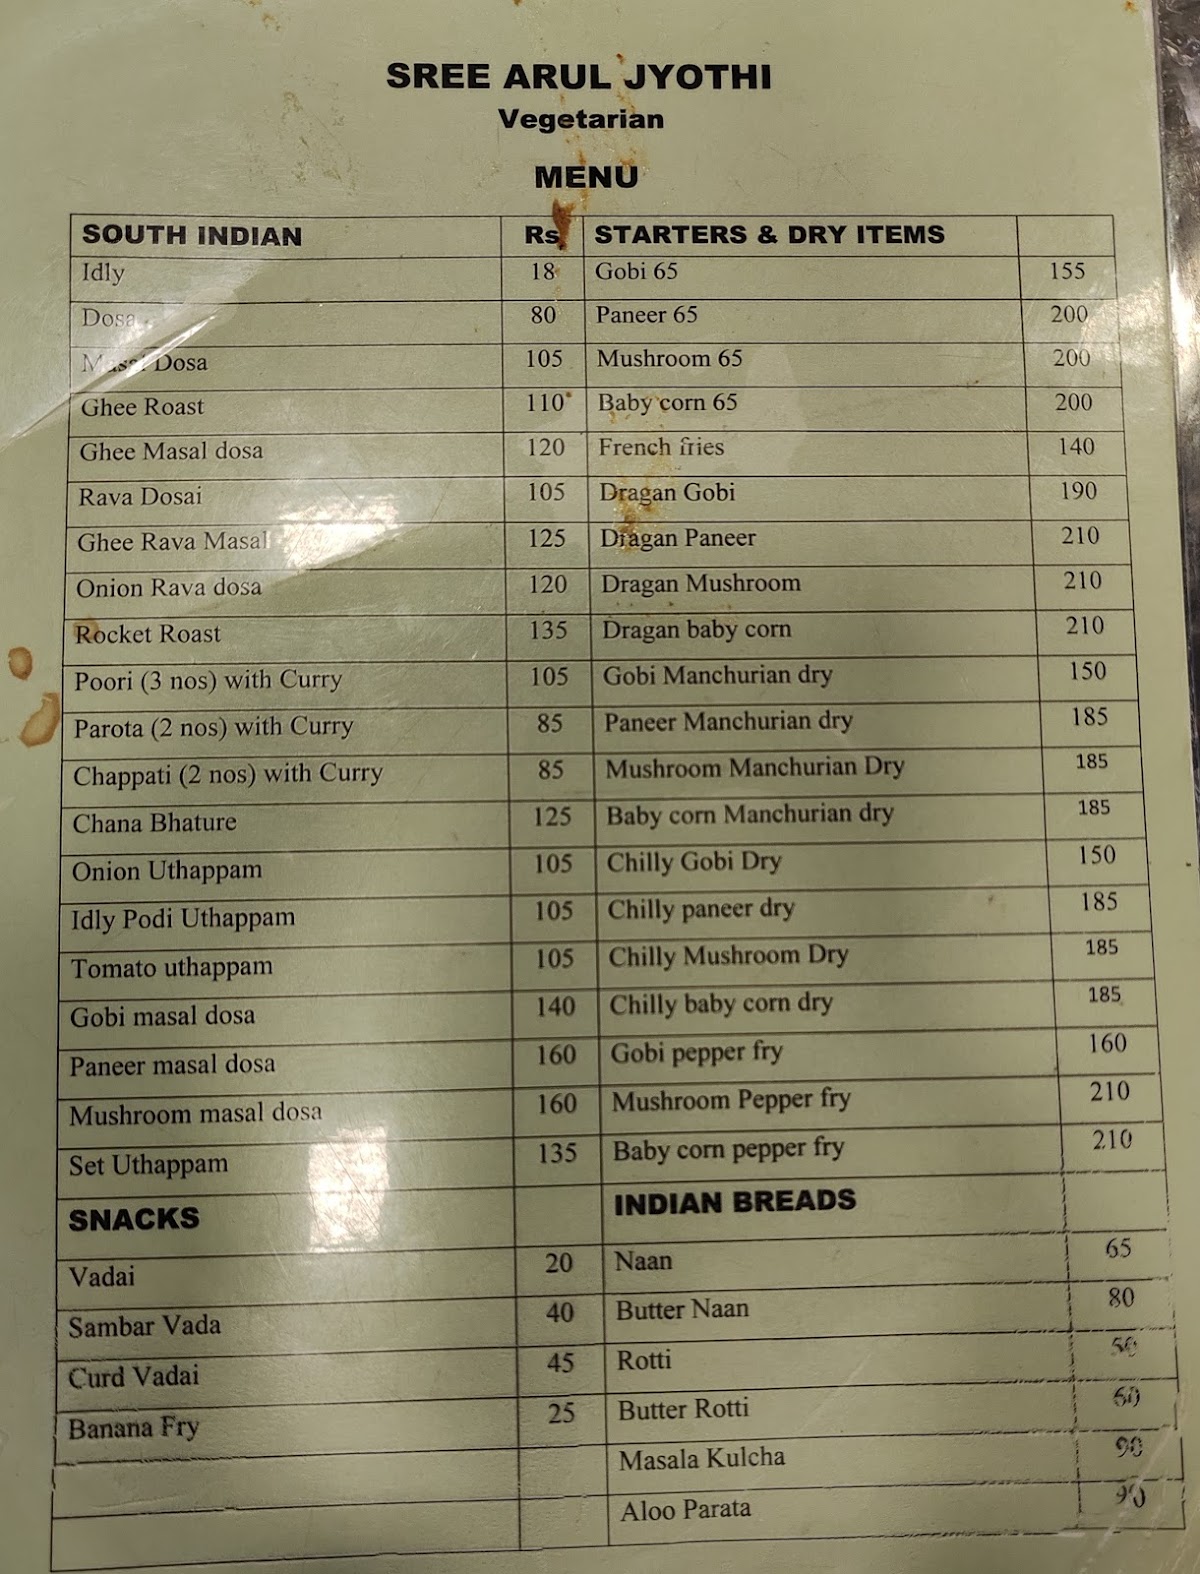 SREE ARUL JYOTHI
Vegetarian
MENU
SOUTH INDIAN Rs STARTERS & DRY ITEMS
Idly 18 Gobi 65 155
Dosa 80 Paneer 65 200
Masal Dosa 105 Mushroom 65 200
Ghee Roast 110 Baby corn 65 200
Ghee Masal dosa 120 French fries 140
Rava Dosai 105 Dragan Gobi 190
Ghee Rava Masal 125 Dragan Paneer 210
Onion Rava dosa 120 Dragan Mushroom 210
Rocket Roast 135 Dragan baby corn 210
Poori (3 nos) with Curry 105 Gobi Manchurian dry 150
Parota (2 nos) with Curry 85 Paneer Manchurian dry 185
Chappati (2 nos) with Curry 85 Mushroom Manchurian Dry 185
Chana Bhature 125 Baby corn Manchurian dry 185
Onion Uthappam 105 Chilly Gobi Dry 150
Idly Podi Uthappam 105 Chilly paneer dry 185
Tomato uthappam 105 Chilly Mushroom Dry 185
Gobi masal dosa 140 Chilly baby corn dry 185
Paneer masal dosa 160 Gobi pepper fry 160
Mushroom masal dosa 160 Mushroom Pepper fry 210
Set Uthappam 135 Baby corn pepper fry 210
SNACKS INDIAN BREADS
Vadai 20 Naan 65
Sambar Vada 40 Butter Naan 80
Curd Vadai 45 Rotti 50
Banana Fry 25 Butter Rotti 60
Masala Kulcha 90
Aloo Parata 90